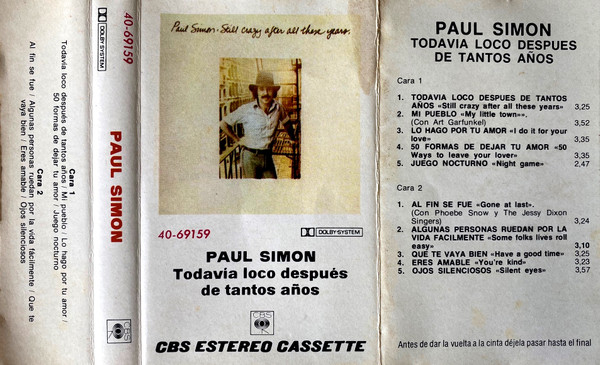 Cara 1
Todavía loco después de tantos años / Mi pueblo / Lo hago por tu amor /
50 formas de dejar tu amor / Juego nocturno
Cara 2
Al fin se fue / Algunas personas ruedan por la vida fácilmente / Que te
vaya bien / Eres amable / Ojos silenciosos
40-69159
DOLBY SYSTEM
PAUL SIMON
CBS
Paul Simon · Still crazy after all these years.
40-69159
DOLBY SYSTEM
PAUL SIMON
Todavía loco después
de tantos años
CBS
CBS ESTEREO CASSETTE
PAUL SIMON
TODAVIA LOCO DESPUES
DE TANTOS AÑOS
Cara 1
1. TODAVIA LOCO DESPUES DE TANTOS
AÑOS «Still crazy after all these years» 3,25
2. MI PUEBLO «My little town»».
(Con Art Garfunkel) 3,52
3. LO HAGO POR TU AMOR «I do it for your
love» 3,35
4. 50 FORMAS DE DEJAR TU AMOR «50
Ways to leave your lover» 3,35
5. JUEGO NOCTURNO «Night game» 2,47
Cara 2
1. AL FIN SE FUE «Gone at last».
(Con Phoebe Snow y The Jessy Dixon
Singers) 3,24
2. ALGUNAS PERSONAS RUEDAN POR LA
VIDA FACILMENTE «Some folks lives roll
easy» 3,10
3. QUE TE VAYA BIEN «Have a good time» 3,25
4. ERES AMABLE «You're kind» 3,23
5. OJOS SILENCIOSOS «Silent eyes» 3,57
Antes de dar la vuelta a la cinta déjela pasar hasta el final